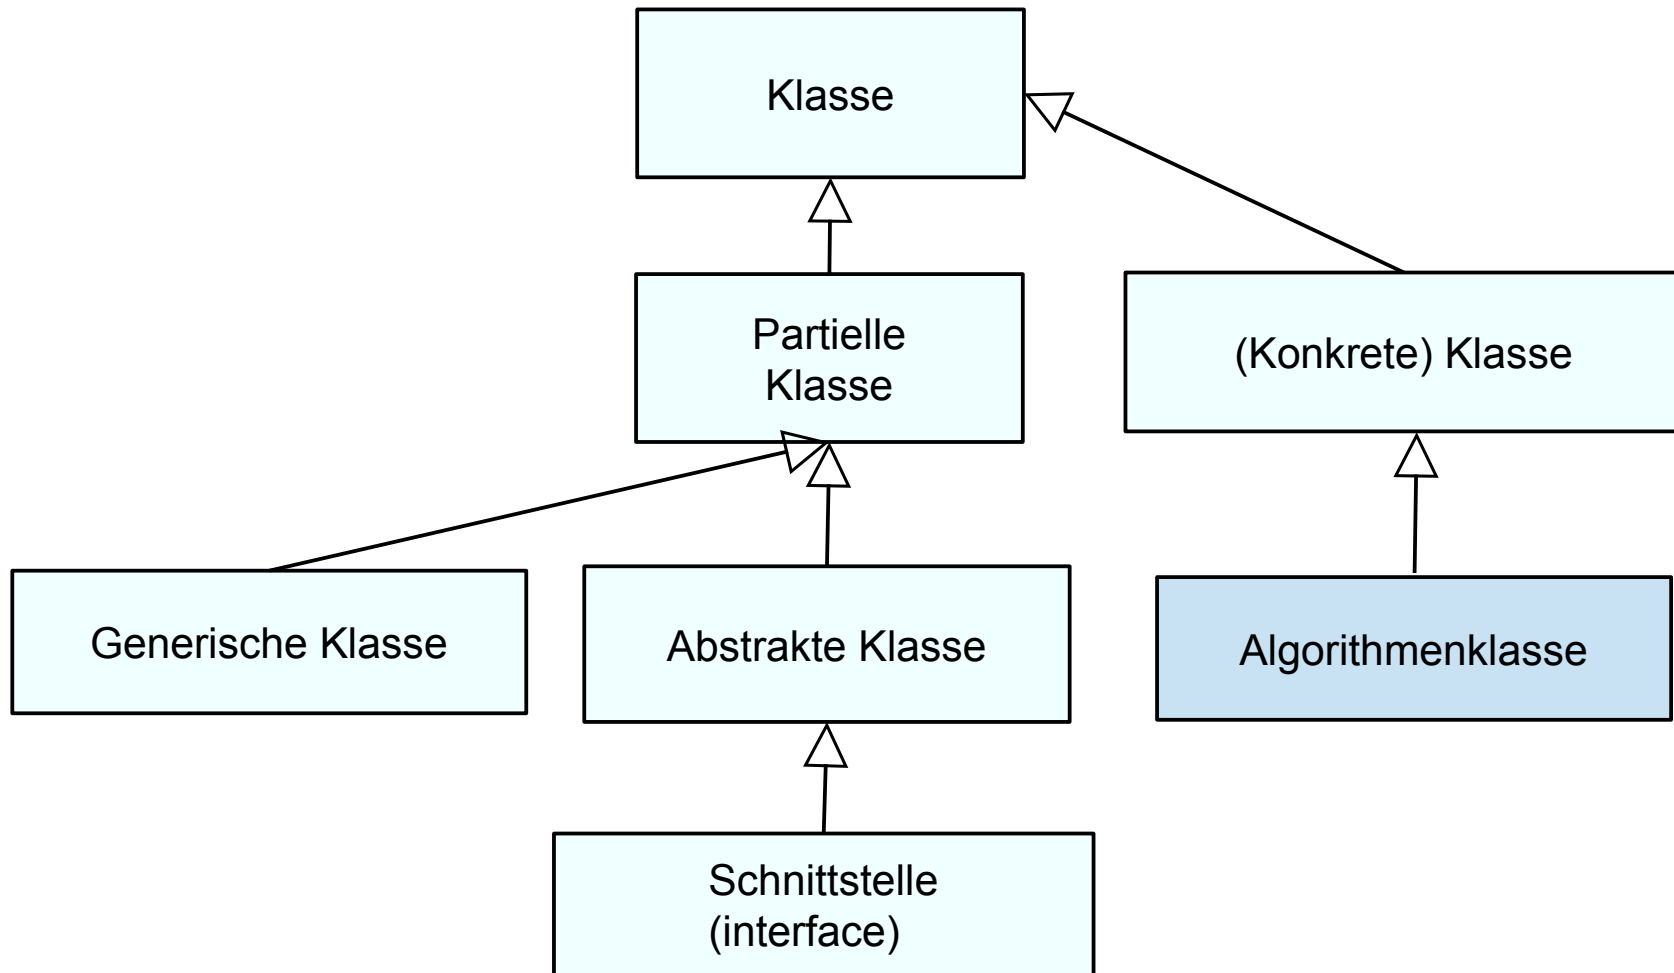 Klasse
Partielle
Klasse
(Konkrete) Klasse
Generische Klasse
Abstrakte Klasse
Algorithmenklasse
Schnittstelle
(interface)